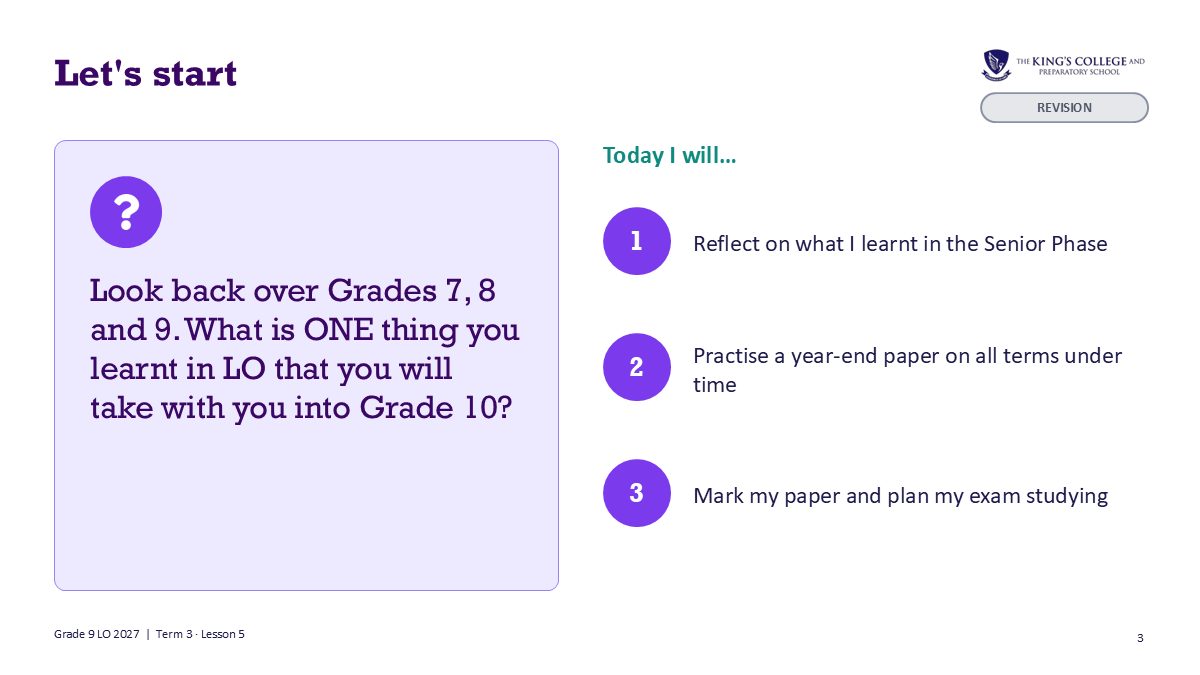 Let's start
THE KING'S COLLEGE AND
PREPARATORY SCHOOL
REVISION
?
Look back over Grades 7, 8
and 9. What is ONE thing you
learnt in LO that you will
take with you into Grade 10?
Today I will...
1
Reflect on what I learnt in the Senior Phase
2
Practise a year-end paper on all terms under
time
3
Mark my paper and plan my exam studying
Grade 9 LO 2027 | Term 3 · Lesson 5
3